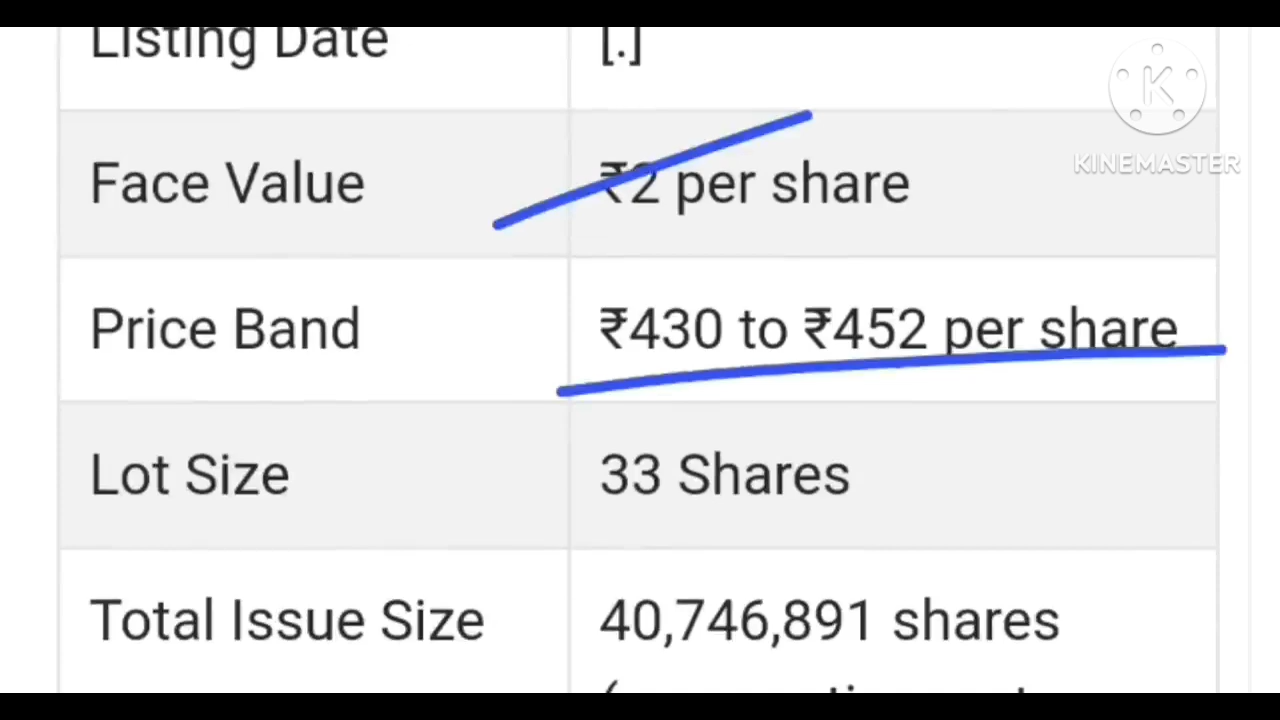 Listing Date [.]
KINEMASTER
Face Value ₹2 per share
Price Band ₹430 to ₹452 per share
Lot Size 33 Shares
Total Issue Size 40,746,891 shares